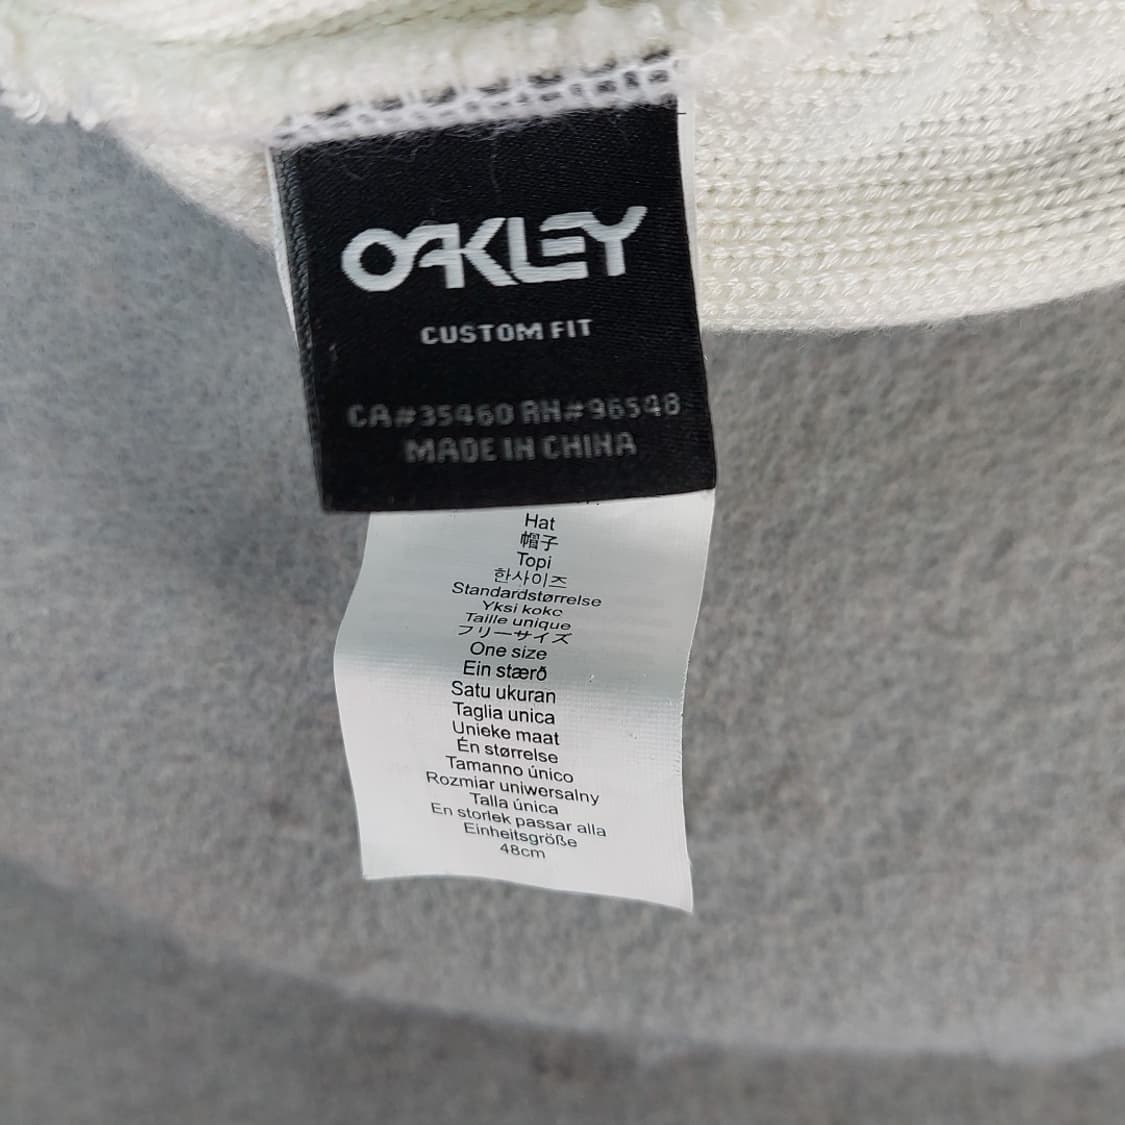 OAKLEY
CUSTOM FIT
CA#35460 RH#96548
MADE IN CHINA
Hat
帽子
Topi
한사이즈
Standardstørrelse
Yksi koko
Taille unique
フリーサイズ
One size
Ein stærð
Satu ukuran
Taglia unica
Unieke maat
Én størrelse
Tamanno único
Rozmiar uniwersalny
Talla única
En storlek passar alla
Einheitsgröße
48cm